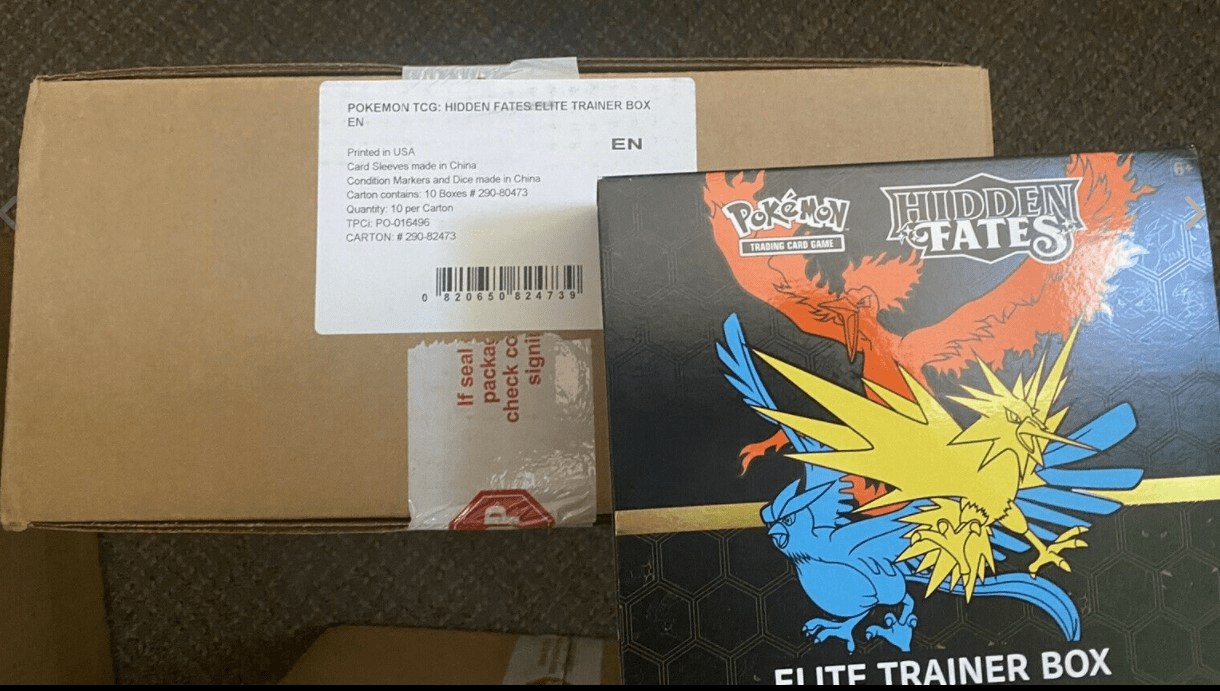 POKEMON TCG: HIDDEN FATES ELITE TRAINER BOX
EN
EN
Printed in USA
Card Sleeves made in China
Condition Markers and Dice made in China
Carton contains: 10 Boxes # 290-80473
Quantity: 10 per Carton
TPCi: PO-016496
CARTON: # 290-82473
0 820650 824739
If seal
packag
check co
signi
POKéMON
TRADING CARD GAME
HIDDEN
FATES
6+
ELITE TRAINER BOX